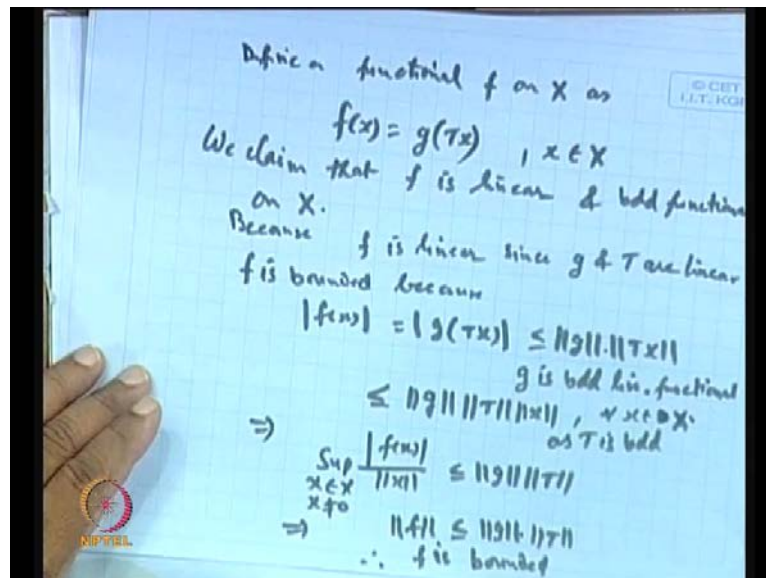 Define a functional f on X as
© CET
I.I.T. KGP
f(x) = g(Tx) , x ∈ X
We claim that f is linear & bdd function
on X.
Because f is linear since g & T are linear
f is bounded because
|f(x)| = |g(Tx)| ≤ ||g||.||Tx||
g is bdd lin. functional
≤ ||g|| ||T|| ||x|| , ∀ x ∈ X.
as T is bdd
⇒ Sup |f(x)| / ||x|| ≤ ||g|| ||T||
x ∈ X
x ≠ 0
⇒ ||f|| ≤ ||g||. ||T||
∴ f is bounded
NPTEL